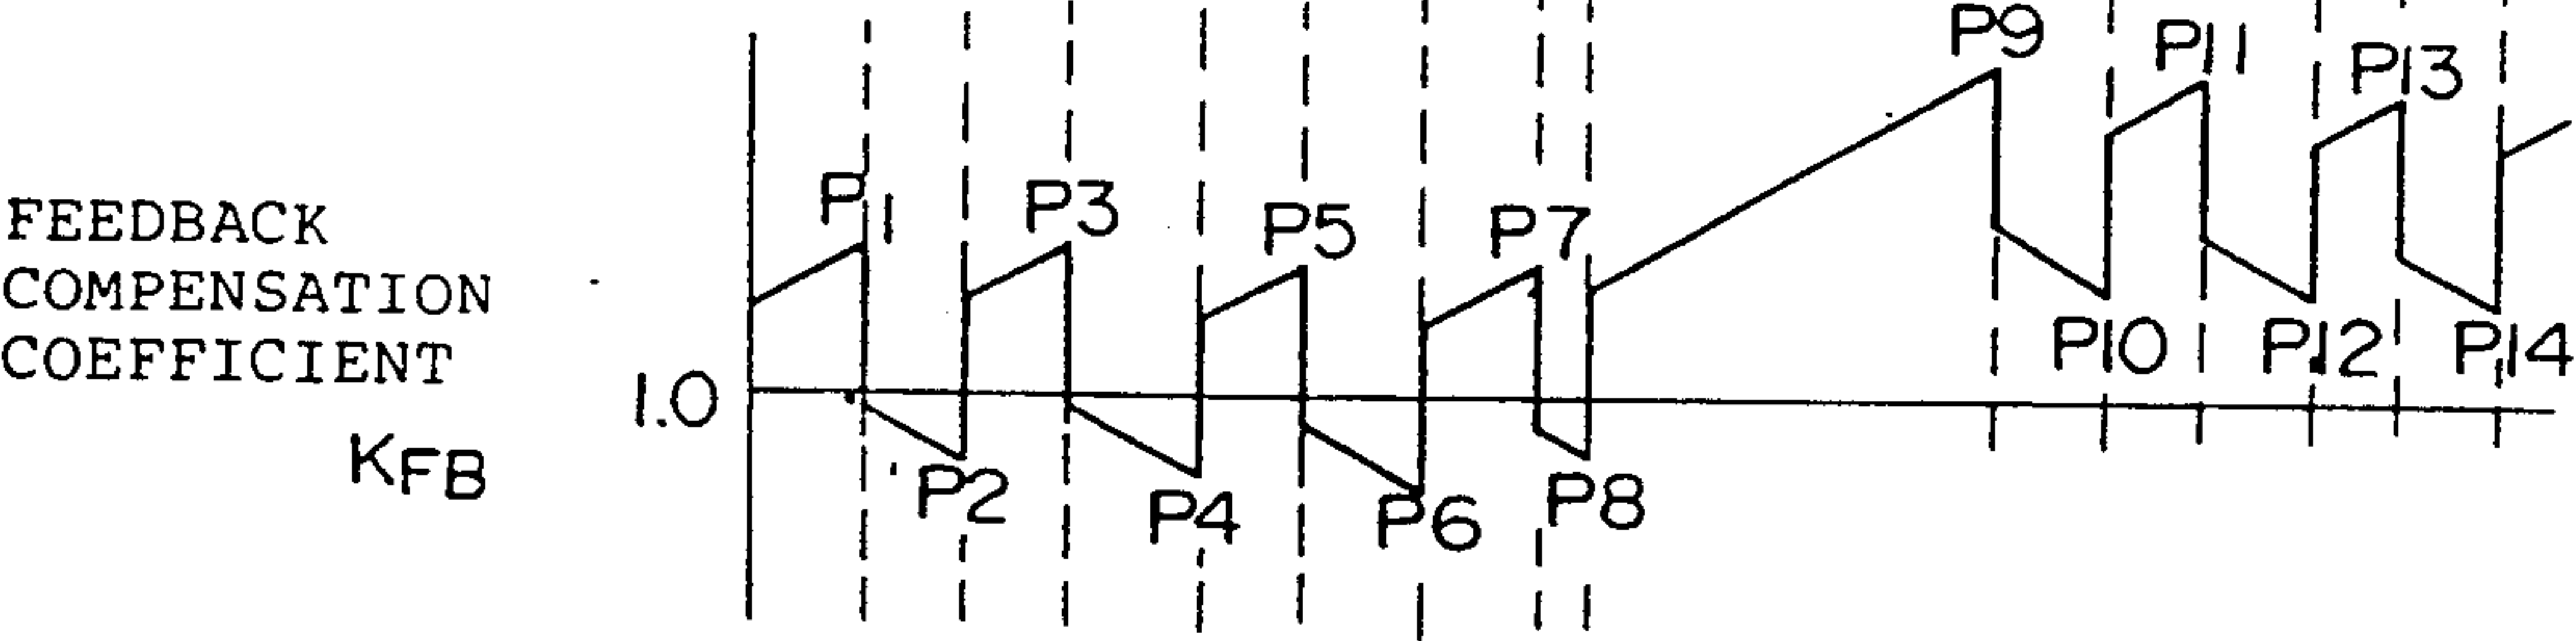 FEEDBACK
COMPENSATION
COEFFICIENT
KFB
1.0
P1
P2
P3
P4
P5
P6
P7
P8
P9
P10
P11
P12
P13
P14